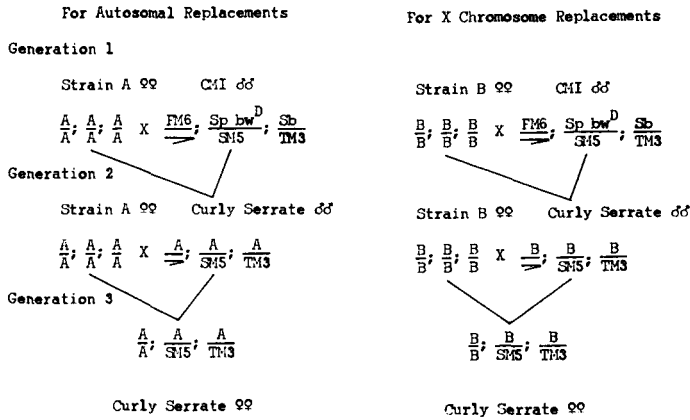 For Autosomal Replacements
Generation 1
Strain A ♀♀ CMI ♂♂
A/A; A/A; A/A X FM6/; Sp bw^D/SM5; Sb/TM3
Generation 2
Strain A ♀♀ Curly Serrate ♂♂
A/A; A/A; A/A X A/; A/SM5; A/TM3
Generation 3
A/A; A/SM5; A/TM3
Curly Serrate ♀♀
For X Chromosome Replacements
Strain B ♀♀ CMI ♂♂
B/B; B/B; B/B X FM6/; Sp bw^D/SM5; Sb/TM3
Strain B ♀♀ Curly Serrate ♂♂
B/B; B/B; B/B X B/; B/SM5; B/TM3
B/B; B/SM5; B/TM3
Curly Serrate ♀♀